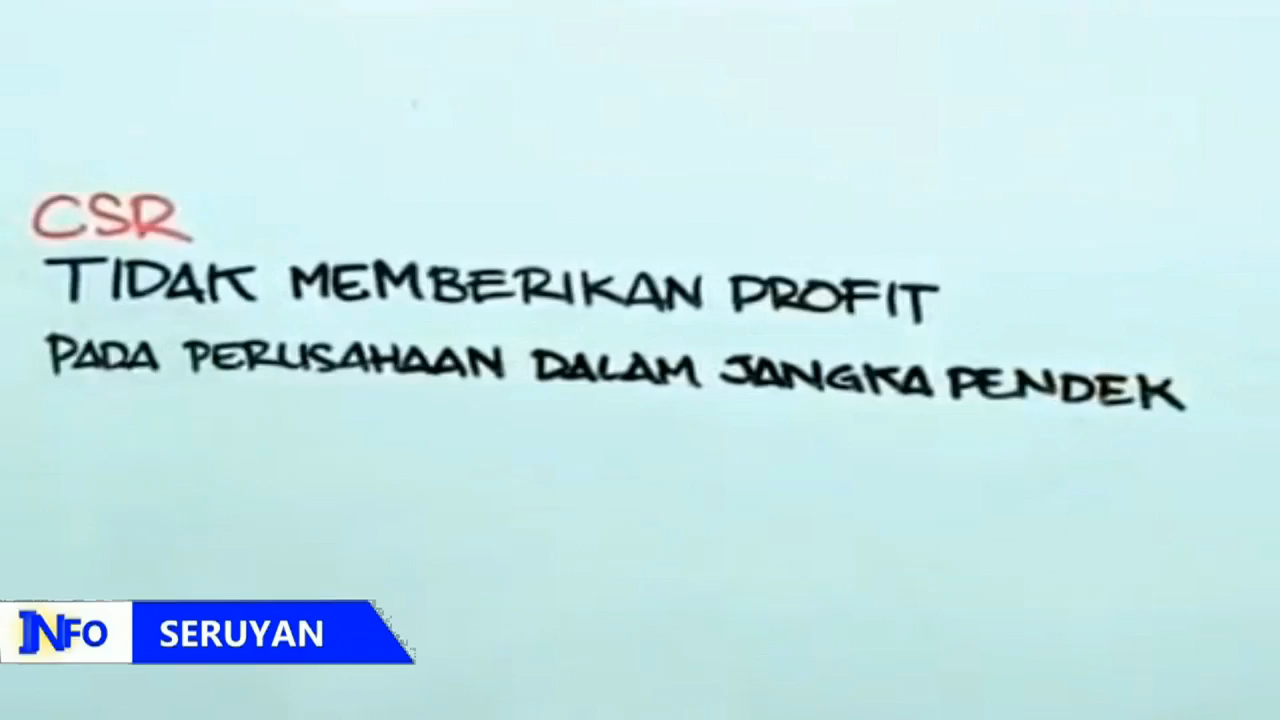 CSR
TIDAK MEMBERIKAN PROFIT
PADA PERUSAHAAN DALAM JANGKA PENDEK
INFO SERUYAN